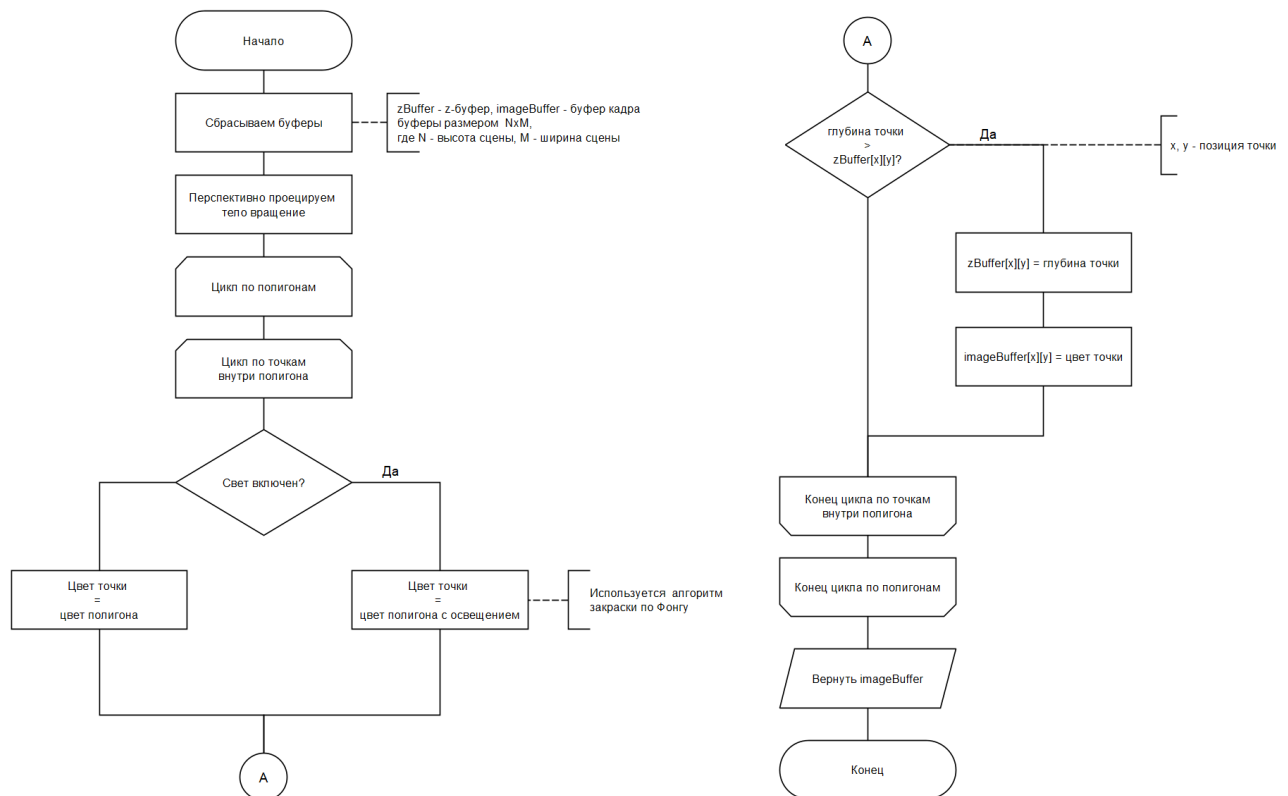 Начало
Сбрасываем буферы
zBuffer - z-буфер, imageBuffer - буфер кадра
буферы размером NxM,
где N - высота сцены, M - ширина сцены
Перспективно проецируем
тело вращение
Цикл по полигонам
Цикл по точкам
внутри полигона
Свет включен?
Да
Цвет точки
=
цвет полигона
Цвет точки
=
цвет полигона с освещением
Используется алгоритм
закраски по Фонгу
A
A
глубина точки
>
zBuffer[x][y]?
Да
x, y - позиция точки
zBuffer[x][y] = глубина точки
imageBuffer[x][y] = цвет точки
Конец цикла по точкам
внутри полигона
Конец цикла по полигонам
Вернуть imageBuffer
Конец